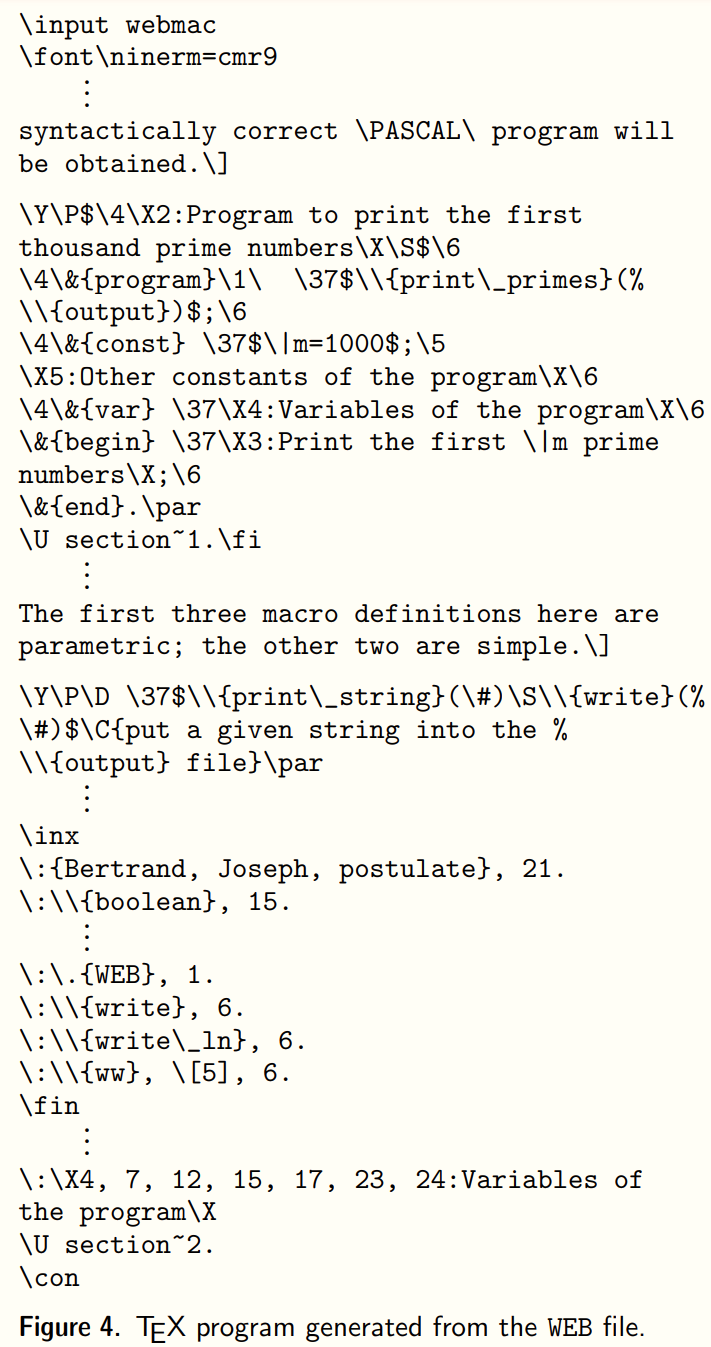 \input webmac
\font\ninerm=cmr9
⋮
syntactically correct \PASCAL\ program will
be obtained.\]
\Y\P$\4\X2:Program to print the first
thousand prime numbers\X\S$\6
\4\&{program}\1\  \37$\\{print\_primes}(%
\\{output})$;\6
\4\&{const} \37$\|m=1000$;\5
\X5:Other constants of the program\X\6
\4\&{var} \37\X4:Variables of the program\X\6
\&{begin} \37\X3:Print the first \|m prime
numbers\X;\6
\&{end}.\par
\U section~1.\fi
⋮
The first three macro definitions here are
parametric; the other two are simple.\]
\Y\P\D \37$\\{print\_string}(\#)\S\\{write}(%
\#)$\C{put a given string into the %
\\{output} file}\par
⋮
\inx
\:{Bertrand, Joseph, postulate}, 21.
\:\\{boolean}, 15.
⋮
\:\.{WEB}, 1.
\:\\{write}, 6.
\:\\{write\_ln}, 6.
\:\\{ww}, \[5], 6.
\fin
⋮
\:\X4, 7, 12, 15, 17, 23, 24:Variables of
the program\X
\U section~2.
\con
Figure 4. TEX program generated from the WEB file.